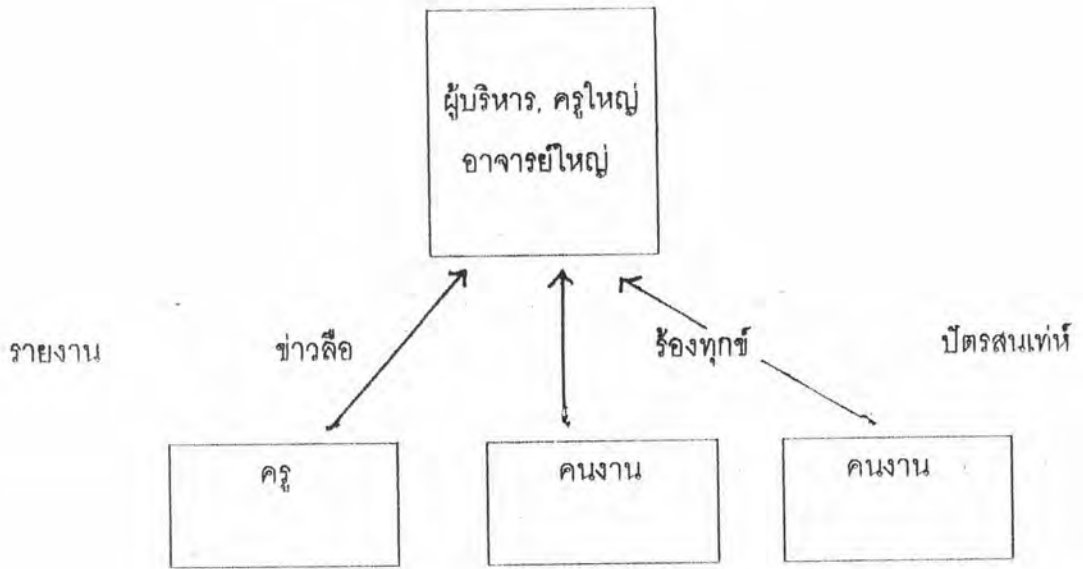 ผู้บริหาร, ครูใหญ่
อาจารย์ใหญ่
รายงาน ข่าวลือ ร้องทุกข์ บัตรสนเท่ห์
ครู คนงาน คนงาน